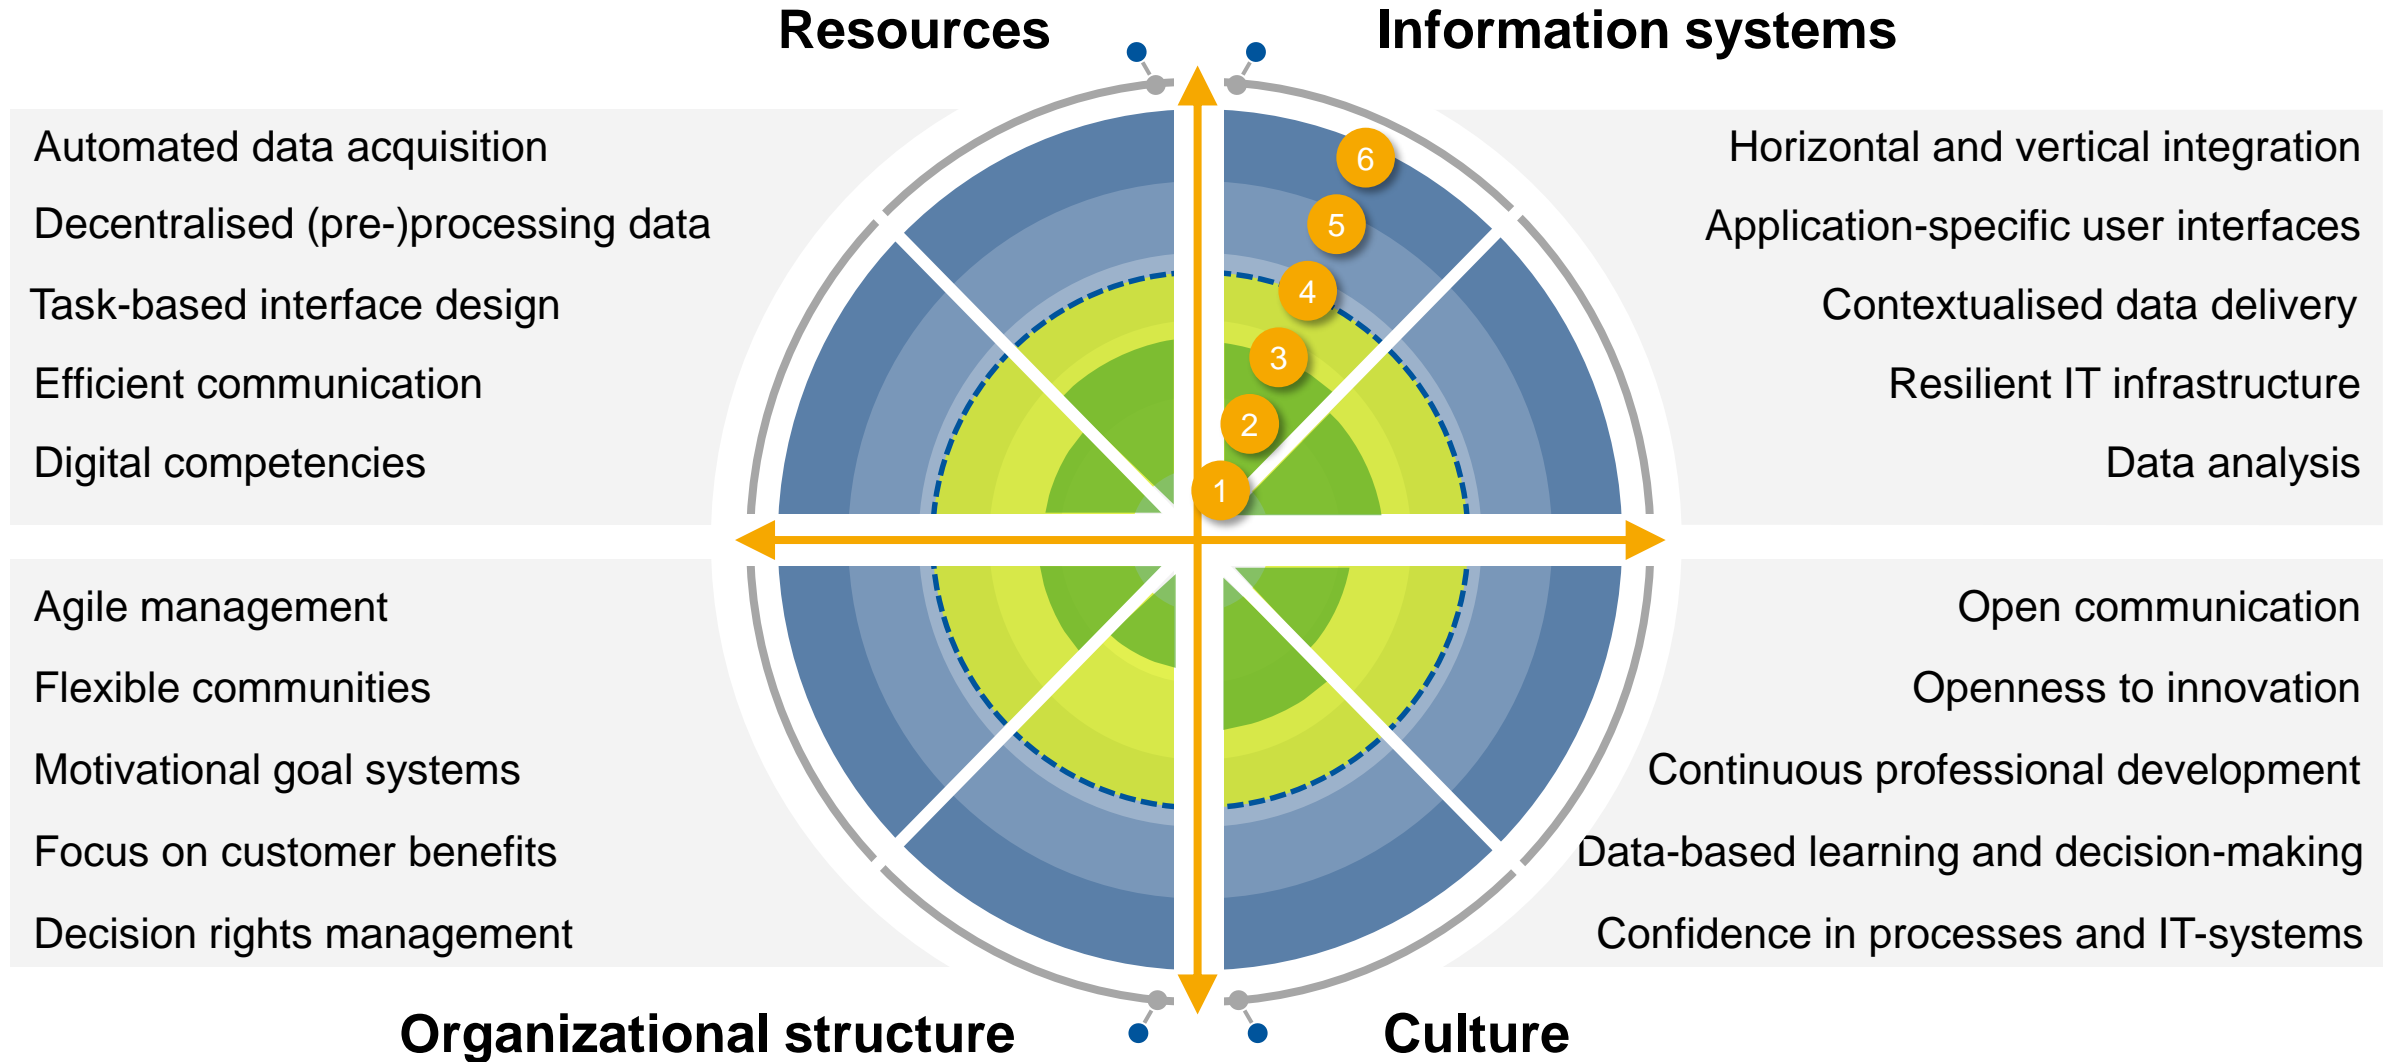 Resources
Information systems
Automated data acquisition
Decentralised (pre-)processing data
Task-based interface design
Efficient communication
Digital competencies
6
5
4
3
2
1
Horizontal and vertical integration
Application-specific user interfaces
Contextualised data delivery
Resilient IT infrastructure
Data analysis
Agile management
Flexible communities
Motivational goal systems
Focus on customer benefits
Decision rights management
Open communication
Openness to innovation
Continuous professional development
Data-based learning and decision-making
Confidence in processes and IT-systems
Organizational structure
Culture